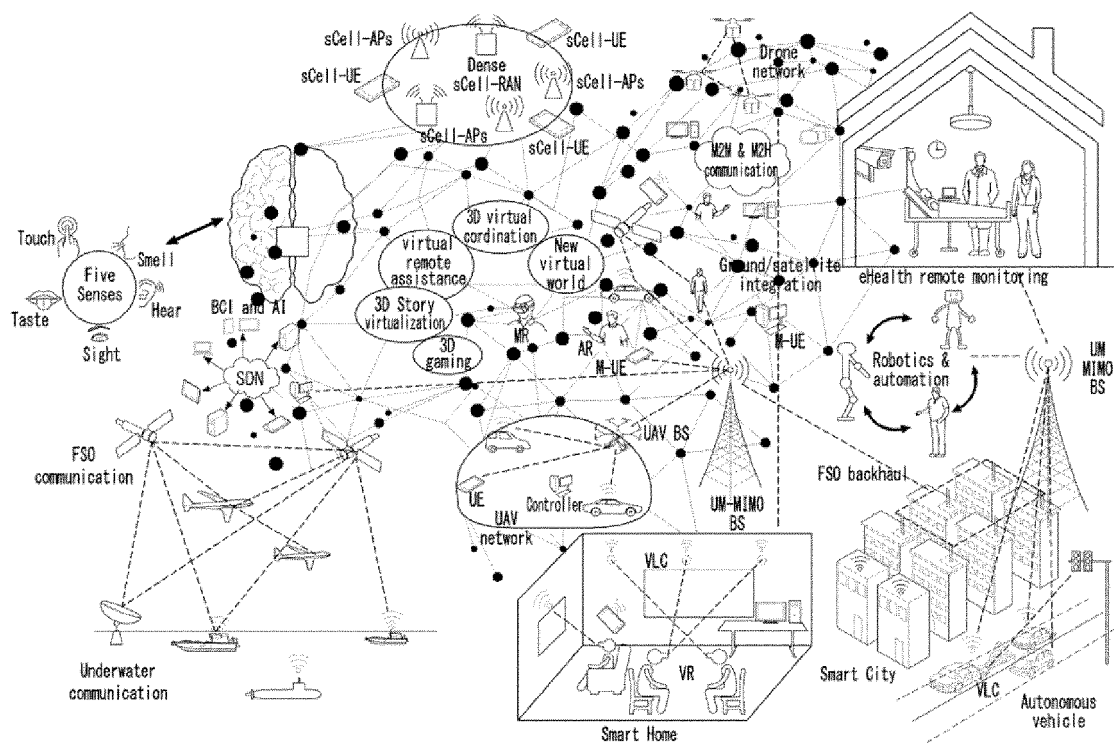 sCell-APs
sCell-UE
Dense
sCell-RAN
sCell-UE
sCell-APs
sCell-APs
sCell-UE
Drone
network
M2M & M2H
communication
Touch
Smell
Five
Senses
Taste
Hear
Sight
BCI and AI
3D virtual
cordination
virtual
remote
assistance
New
virtual
world
3D Story
virtualization
3D
gaming
MR
AR
M-UE
Ground/satellite
integration
M-UE
eHealth remote monitoring
Robotics &
automation
UM
MIMO
BS
SDN
FSO
communication
UAV BS
UE
Controller
UAV
network
UM-MIMO
BS
FSO backhaul
Underwater
communication
VLC
VR
Smart Home
Smart City
VLC
Autonomous
vehicle